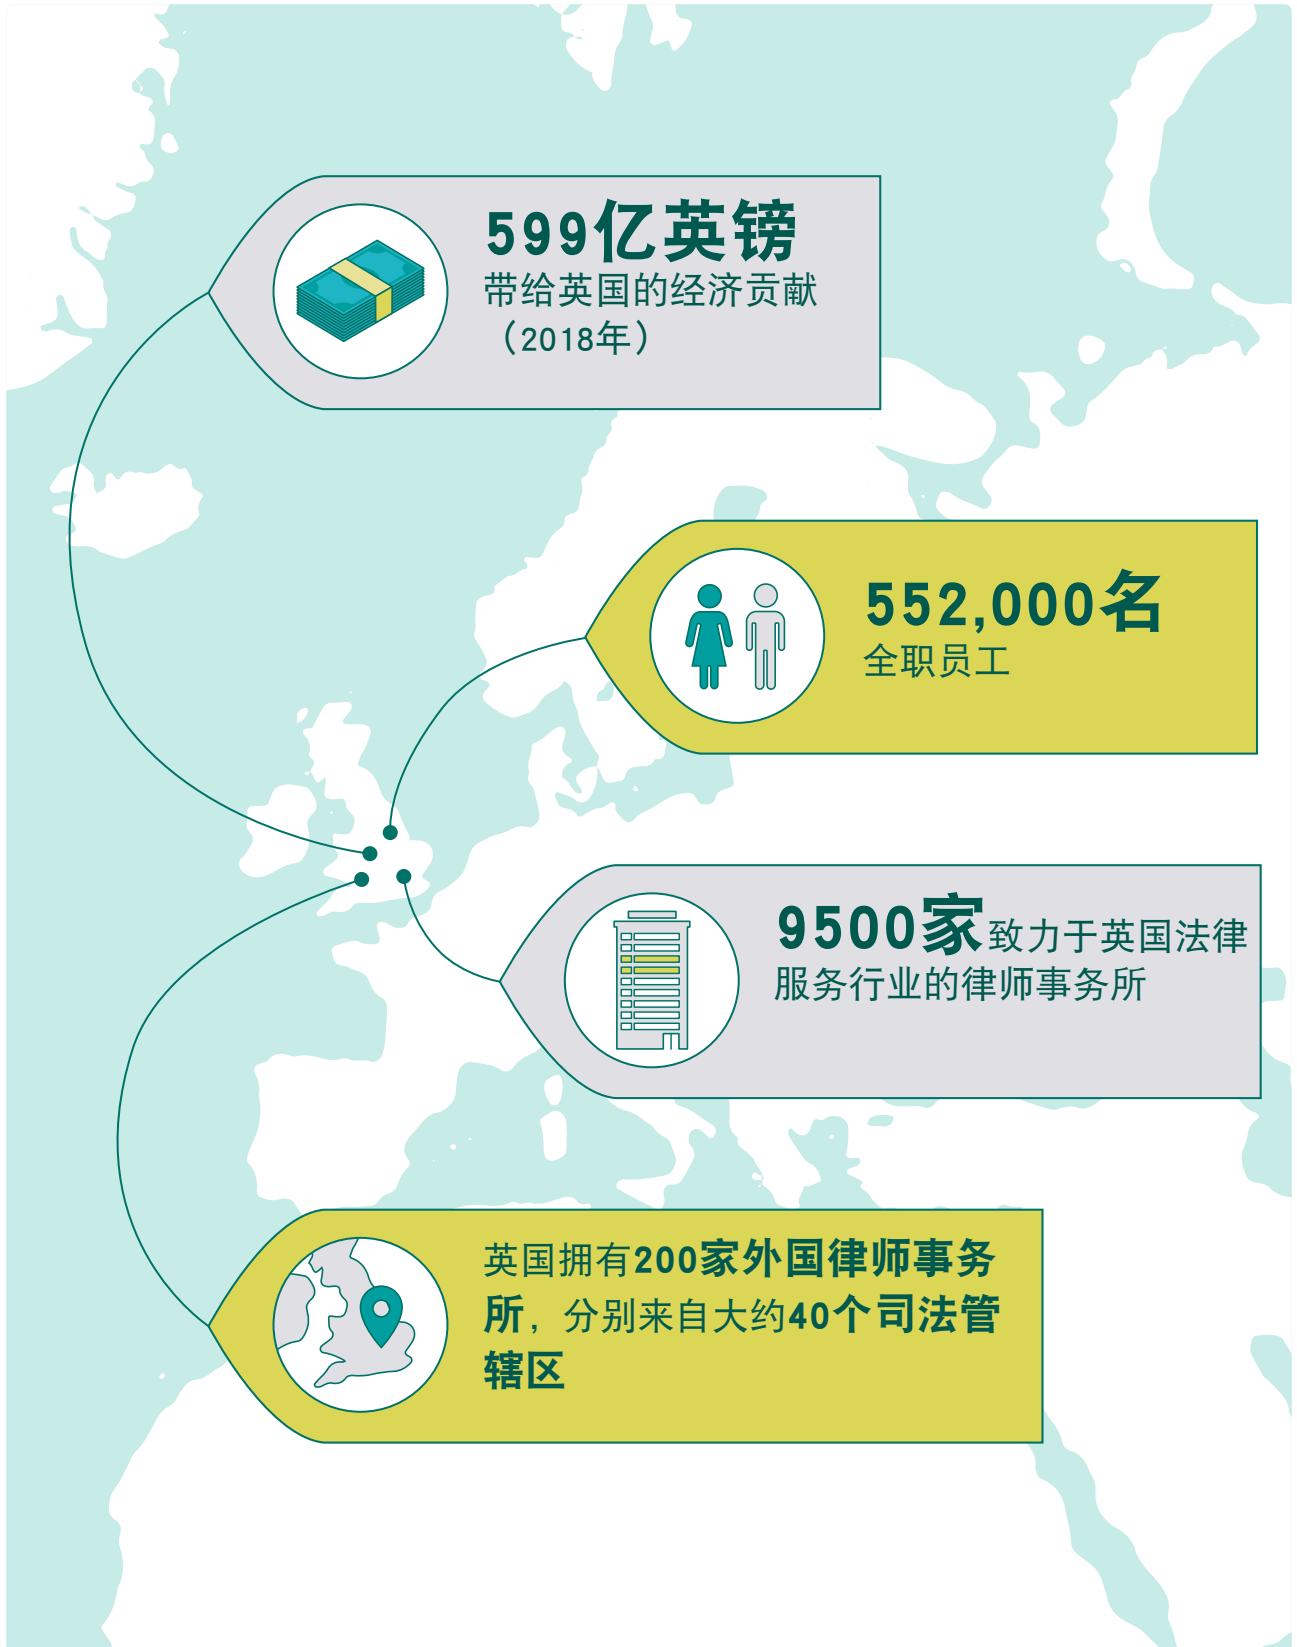 599亿英镑
带给英国的经济贡献
（2018年）
552,000名
全职员工
9500家致力于英国法律
服务行业的律师事务所
英国拥有200家外国律师事务
所，分别来自大约40个司法管
辖区